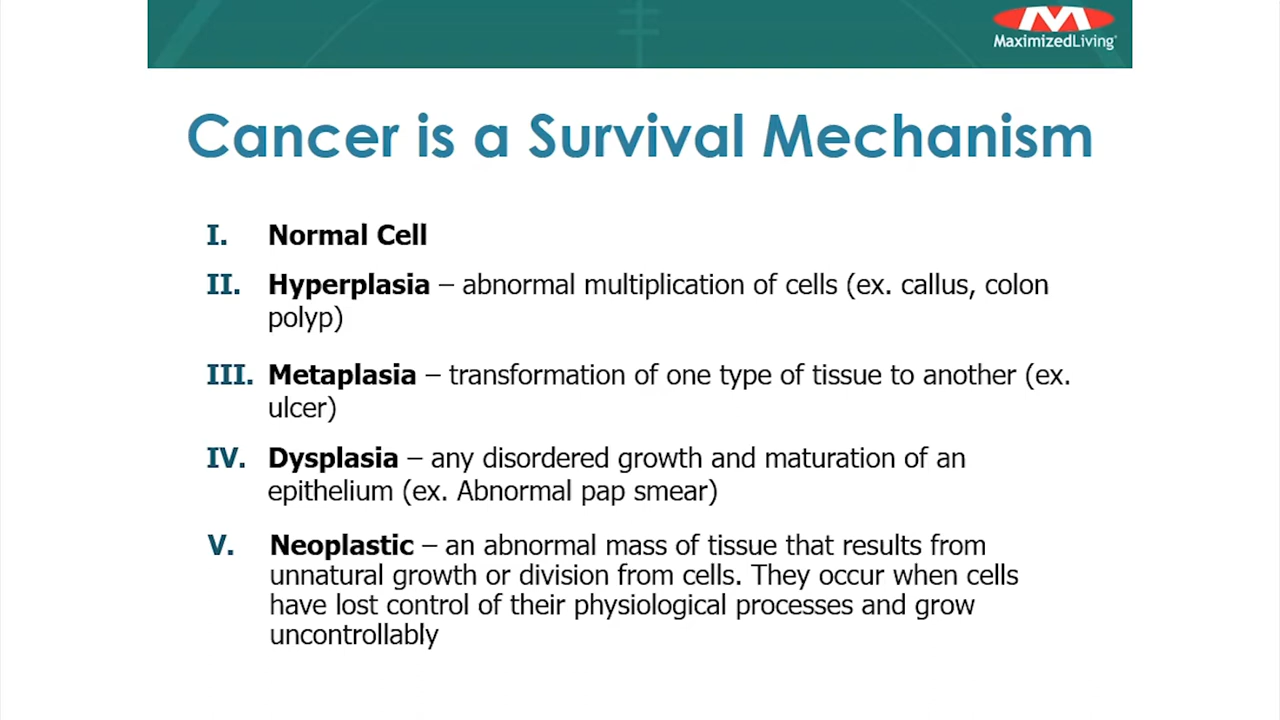 MaximizedLiving
Cancer is a Survival Mechanism
I. Normal Cell
II. Hyperplasia – abnormal multiplication of cells (ex. callus, colon
polyp)
III. Metaplasia – transformation of one type of tissue to another (ex.
ulcer)
IV. Dysplasia – any disordered growth and maturation of an
epithelium (ex. Abnormal pap smear)
V. Neoplastic – an abnormal mass of tissue that results from
unnatural growth or division from cells. They occur when cells
have lost control of their physiological processes and grow
uncontrollably